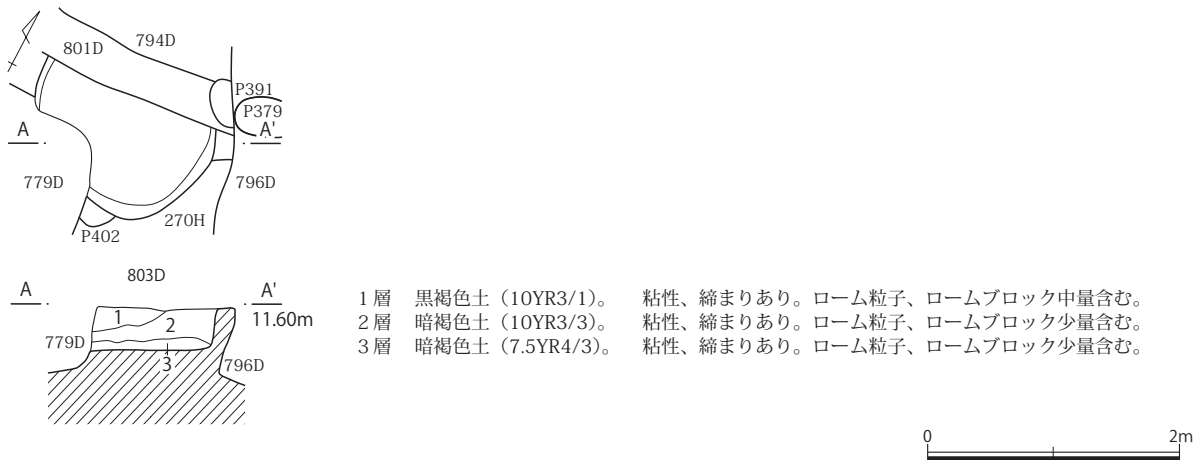 794D
801D
P391
P379
A A'
779D 796D
270H
P402
803D
A A'
11.60m
1 2
779D
3 796D
1層 黒褐色土（10YR3/1）。 粘性、締まりあり。ローム粒子、ロームブロック中量含む。
2層 暗褐色土（10YR3/3）。 粘性、締まりあり。ローム粒子、ロームブロック少量含む。
3層 暗褐色土（7.5YR4/3）。 粘性、締まりあり。ローム粒子、ロームブロック少量含む。
0 2m